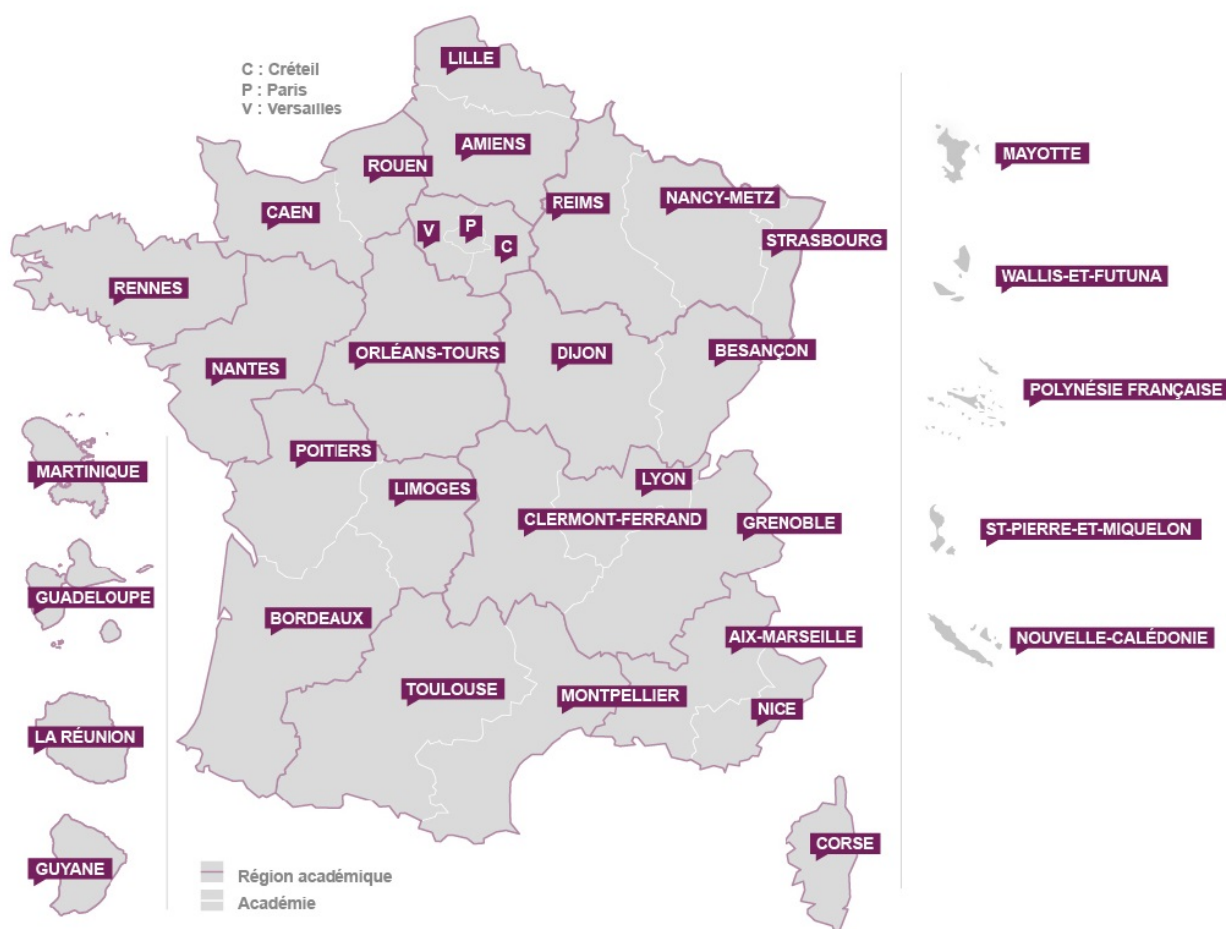 LILLE
C : Créteil
P : Paris
V : Versailles
AMIENS
ROUEN
MAYOTTE
REIMS
NANCY-METZ
CAEN
V
P
C
STRASBOURG
WALLIS-ET-FUTUNA
RENNES
ORLÉANS-TOURS
DIJON
BESANÇON
NANTES
POLYNÉSIE FRANÇAISE
POITIERS
MARTINIQUE
LIMOGES
LYON
CLERMONT-FERRAND
GRENOBLE
ST-PIERRE-ET-MIQUELON
GUADELOUPE
BORDEAUX
AIX-MARSEILLE
NOUVELLE-CALÉDONIE
TOULOUSE
MONTPELLIER
NICE
LA RÉUNION
CORSE
GUYANE
Région académique
Académie